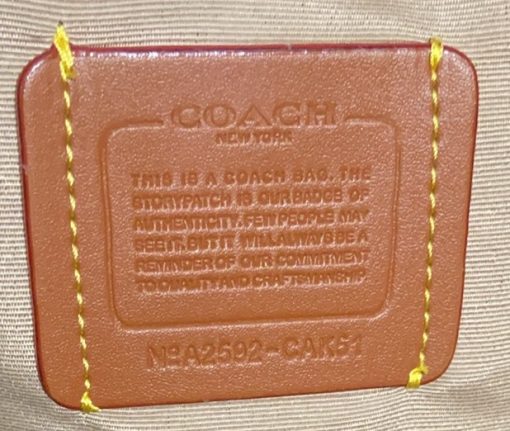 COACH
NEW YORK
THIS IS A COACH BAG. THE
STORYPATCH IS OUR BADGE OF
AUTHENTICITY. FEW PEOPLE MAY
SEE IT, BUT IT WILL ALWAYS BE A
REMINDER OF OUR COMMITMENT
TO QUALITY AND CRAFTSMANSHIP
NºA2592-CAK61